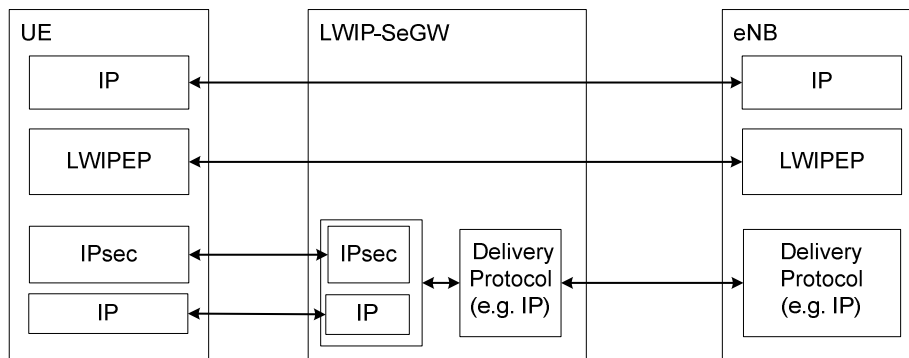 UE
LWIP-SeGW
eNB
IP
IP
LWIPEP
LWIPEP
IPsec
IPsec
Delivery
Protocol
(e.g. IP)
Delivery
Protocol
(e.g. IP)
IP
IP